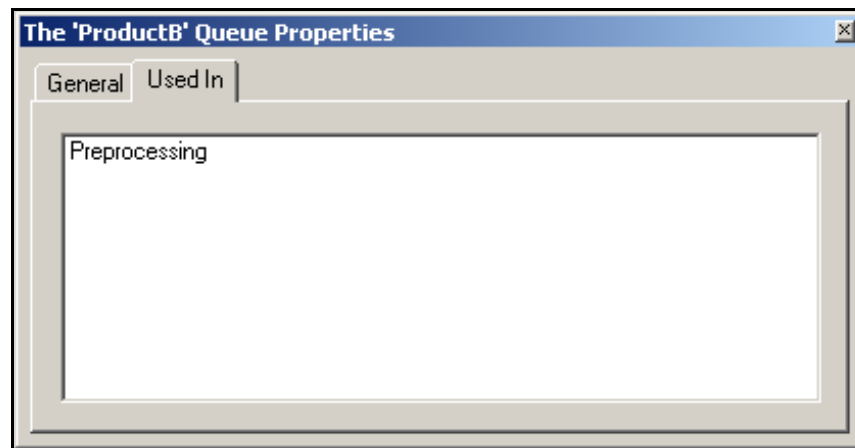 The 'ProductB' Queue Properties
General Used In
Preprocessing